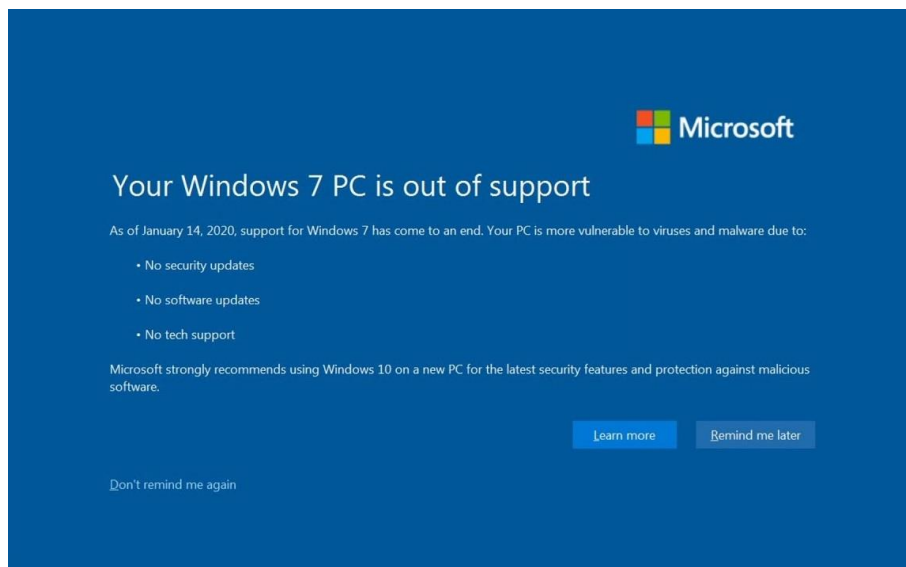 Microsoft
Your Windows 7 PC is out of support
As of January 14, 2020, support for Windows 7 has come to an end. Your PC is more vulnerable to viruses and malware due to:
• No security updates
• No software updates
• No tech support
Microsoft strongly recommends using Windows 10 on a new PC for the latest security features and protection against malicious
software.
Learn more
Remind me later
Don't remind me again